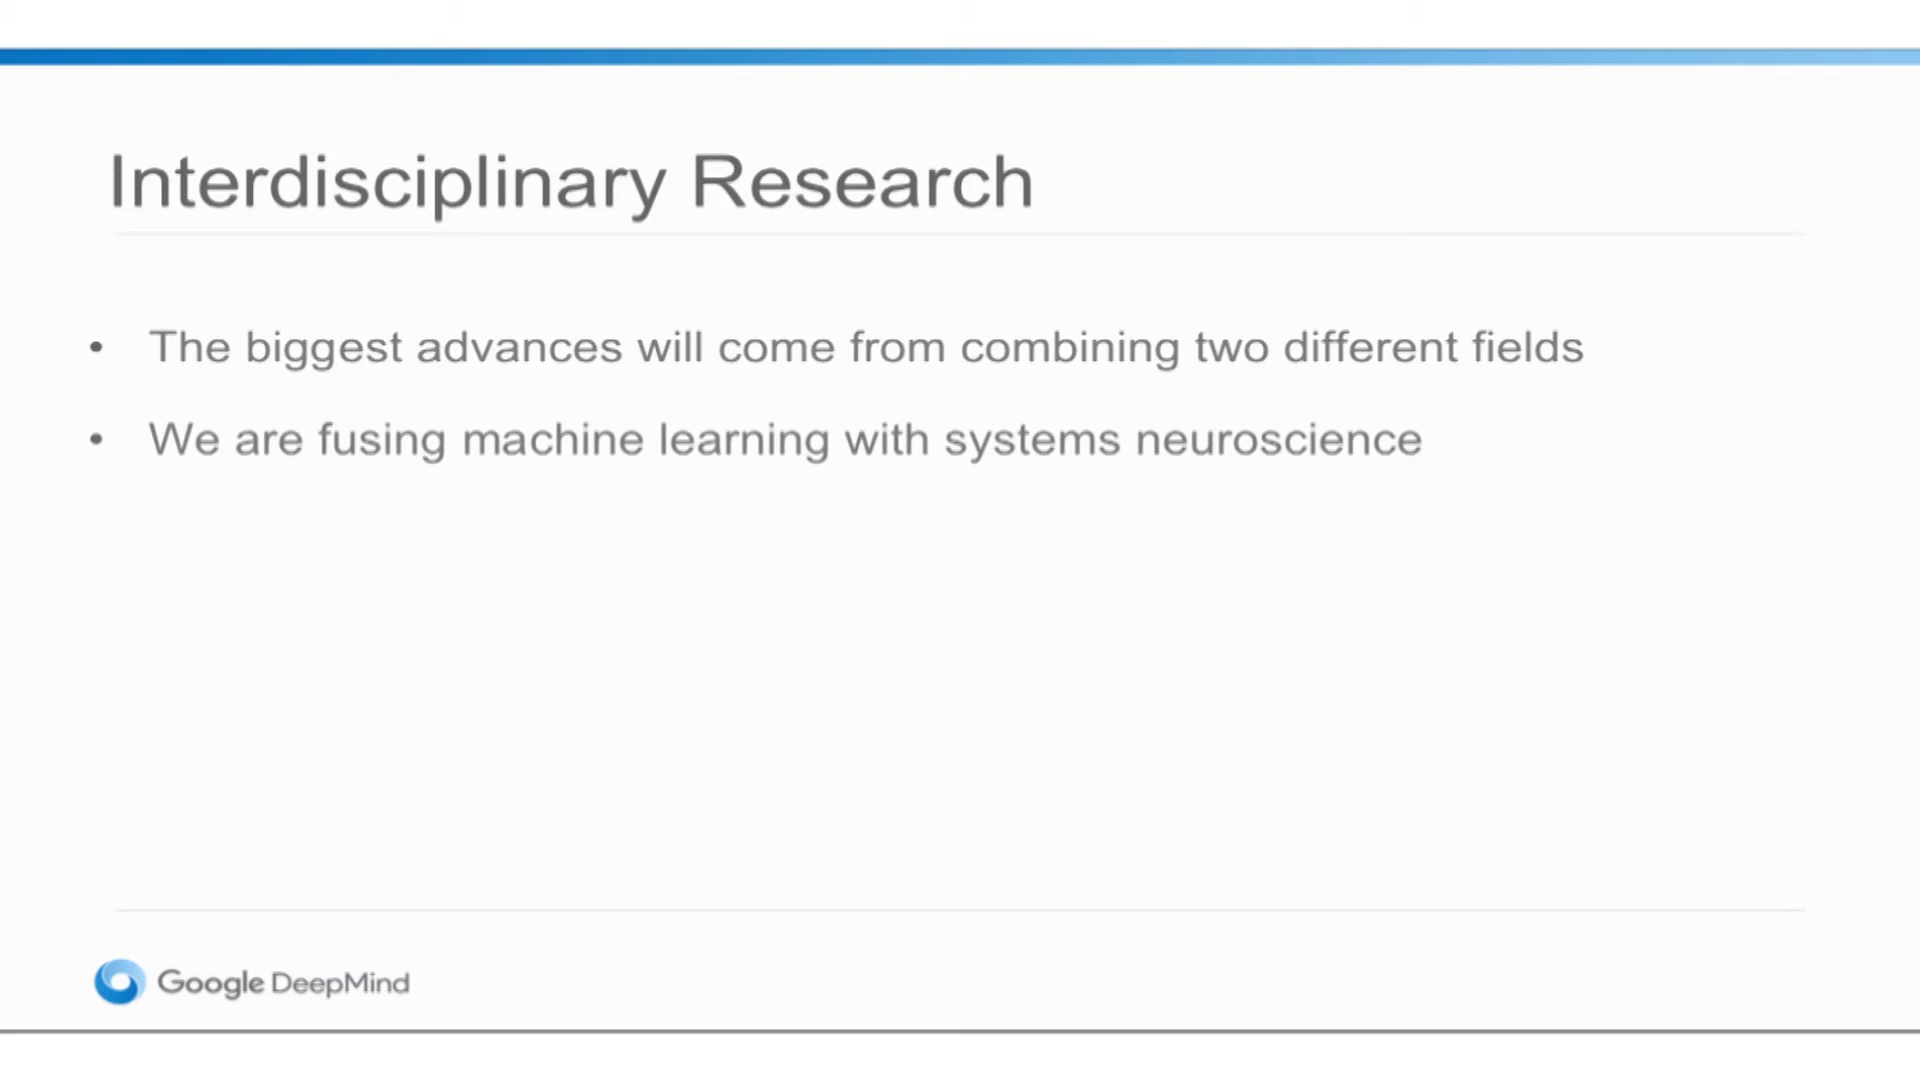 Interdisciplinary Research
• The biggest advances will come from combining two different fields
• We are fusing machine learning with systems neuroscience
Google DeepMind